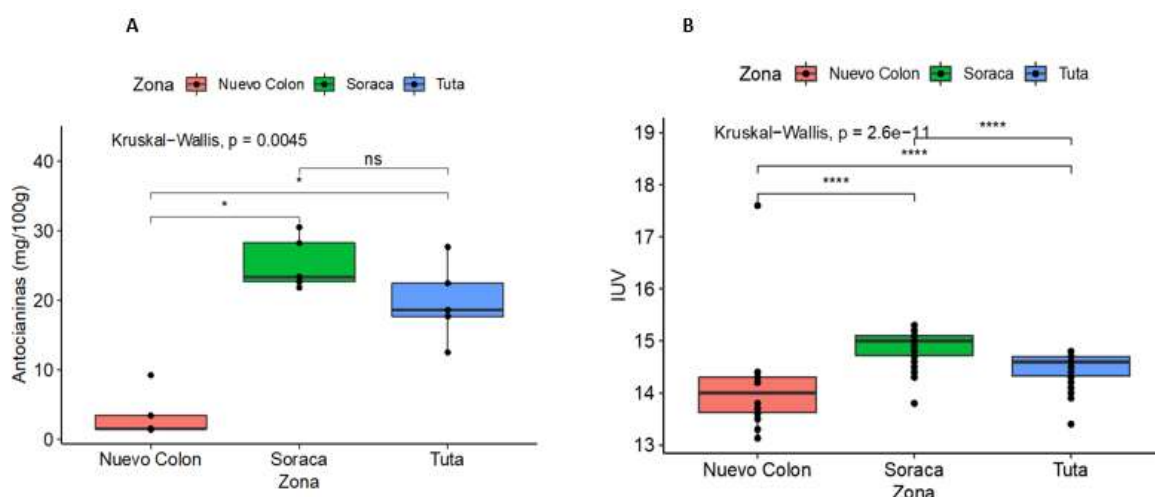 A
Zona Nuevo Colon Soraca Tuta
Kruskal-Wallis, p = 0.0045
ns
*
*
40
30
20
10
0
Antocianinas (mg/100g)
Nuevo Colon Soraca Tuta
Zona
B
Zona Nuevo Colon Soraca Tuta
Kruskal-Wallis, p = 2.6e-11
****
****
****
19
18
17
16
15
14
13
IUV
Nuevo Colon Soraca Tuta
Zona